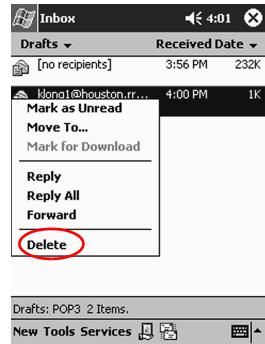 Inbox 4:01
Drafts Received Date
[no recipients] 3:56 PM 232K
klong1@houston.rr... 4:00 PM 1K
Mark as Unread
Move To...
Mark for Download
Reply
Reply All
Forward
Delete
Drafts: POP3 2 Items.
New Tools Services